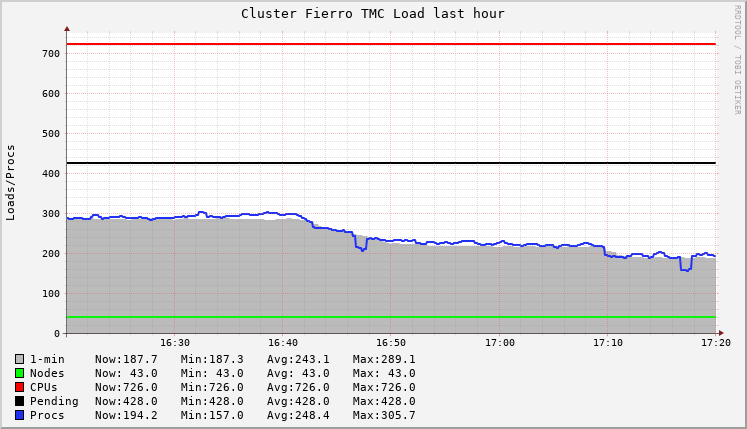 Cluster Fierro TMC Load last hour
RRDTOOL / TOBI OETIKER
Loads/Procs
700
600
500
400
300
200
100
0
16:30 16:40 16:50 17:00 17:10 17:20
1-min Now:187.7 Min:187.3 Avg:243.1 Max:289.1
Nodes Now: 43.0 Min: 43.0 Avg: 43.0 Max: 43.0
CPUs Now:726.0 Min:726.0 Avg:726.0 Max:726.0
Pending Now:428.0 Min:428.0 Avg:428.0 Max:428.0
Procs Now:194.2 Min:157.0 Avg:248.4 Max:305.7